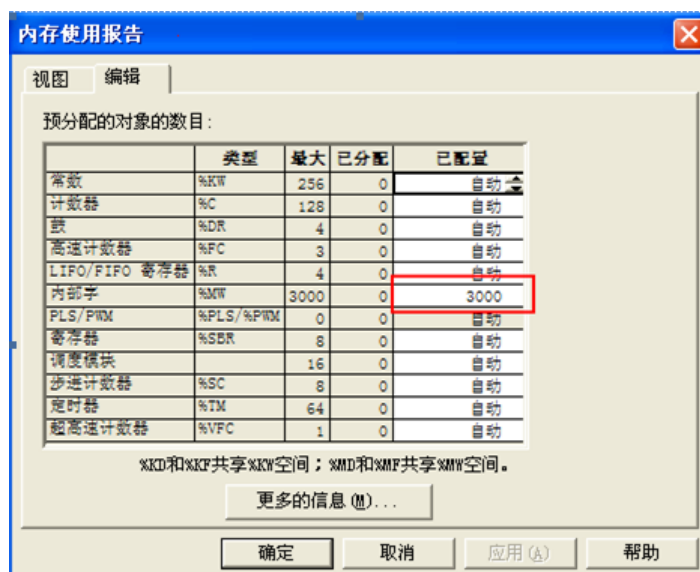 内存使用报告
视图 编辑
预分配的对象的数目:
类型 最大 已分配 已配置
常数 %KW 256 0 自动
计数器 %C 128 0 自动
鼓 %DR 4 0 自动
高速计数器 %FC 3 0 自动
LIFO/FIFO 寄存器 %R 4 0 自动
内部字 %MW 3000 0 3000
PLS/PWM %PLS/%PWM 0 0 自动
寄存器 %SBR 8 0 自动
调度模块 16 0 自动
步进计数器 %SC 8 0 自动
定时器 %TM 64 0 自动
超高速计数器 %VFC 1 0 自动
%KD和%KF共享%KW空间；%MD和%MF共享%MW空间。
更多的信息(M)...
确定 取消 应用(A) 帮助